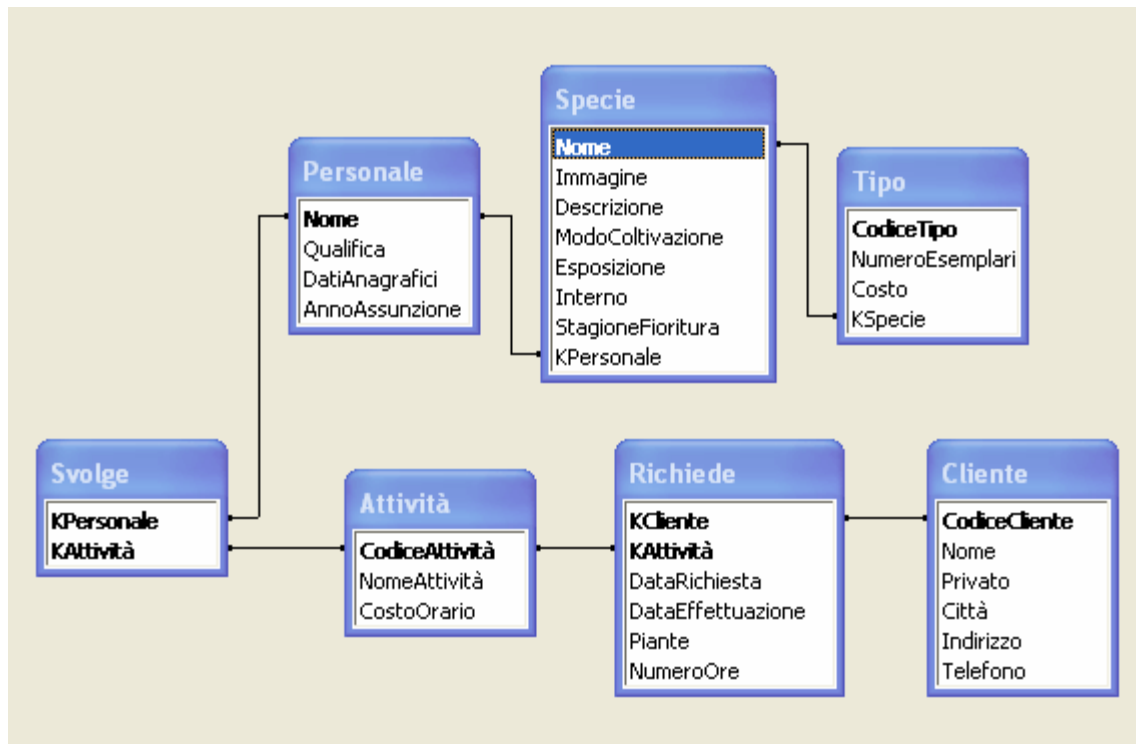 Specie
Nome
Immagine
Descrizione
ModoColtivazione
Esposizione
Interno
StagioneFioritura
KPersonale
Personale
Nome
Qualifica
DatiAnagrafici
AnnoAssunzione
Tipo
CodiceTipo
NumeroEsemplari
Costo
KSpecie
Svolge
KPersonale
KAttività
Attività
CodiceAttività
NomeAttività
CostoOrario
Richiede
KCliente
KAttività
DataRichiesta
DataEffettuazione
Piante
NumeroOre
Cliente
CodiceCliente
Nome
Privato
Città
Indirizzo
Telefono